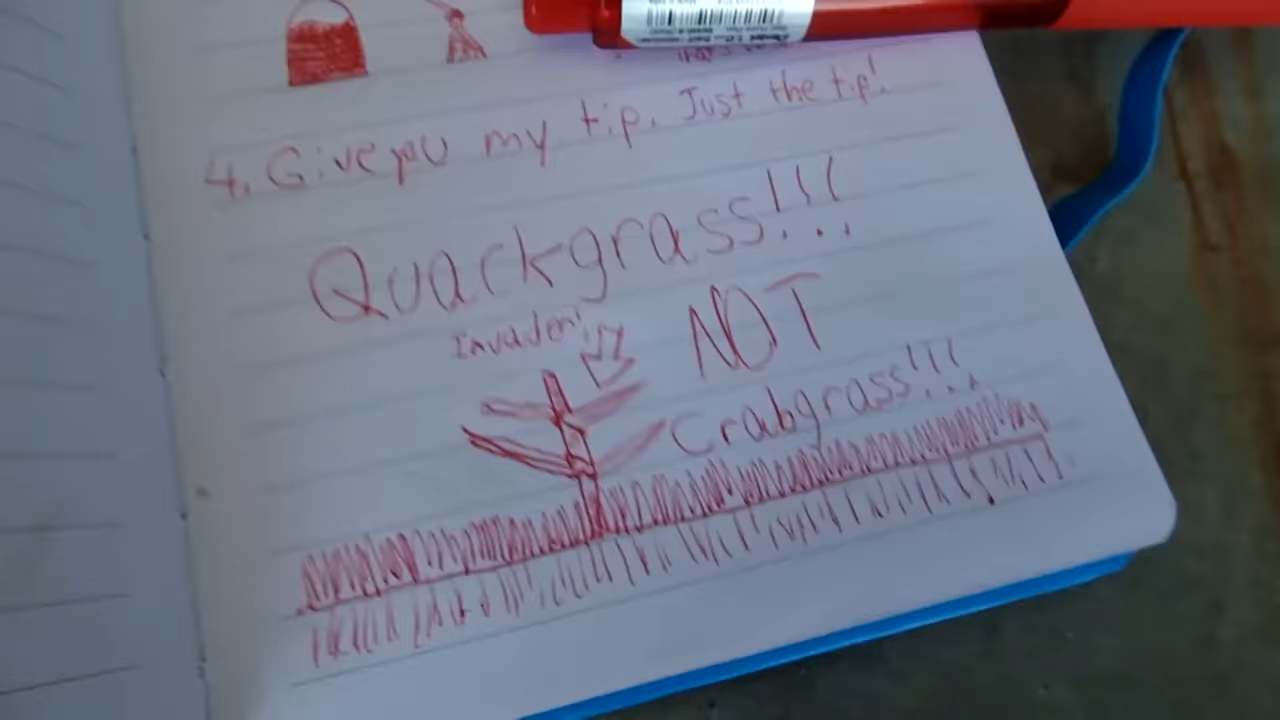 4. Give you my tip. Just the tip!
Quackgrass!!!
Invader!
NOT
Crabgrass!!!